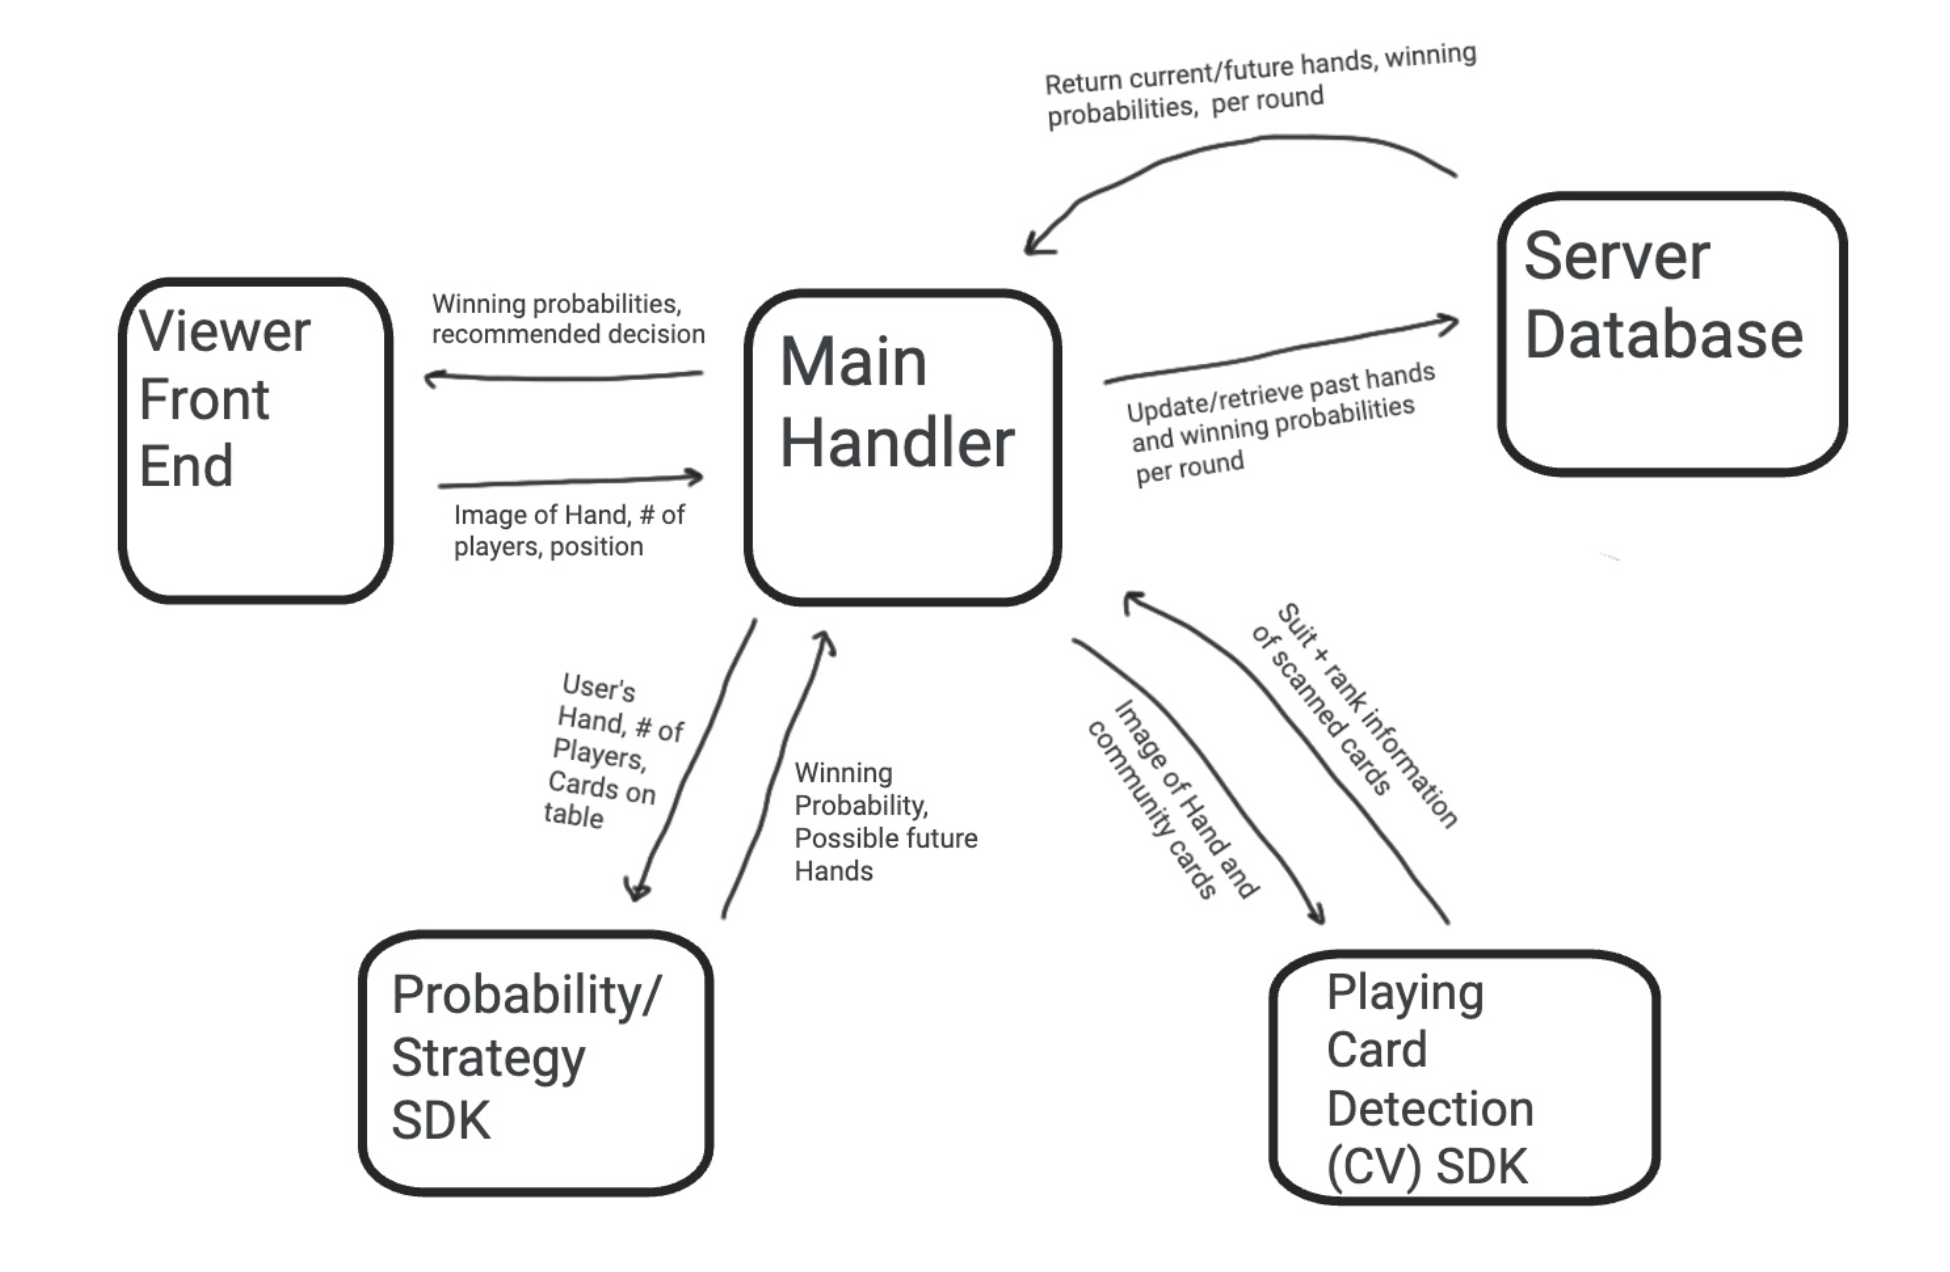 Return current/future hands, winning
probabilities, per round
Server
Database
Viewer
Front
End
Winning probabilities,
recommended decision
Main
Handler
Update/retrieve past hands
and winning probabilities
per round
Image of Hand, # of
players, position
User's
Hand, # of
Players,
Cards on
table
Winning
Probability,
Possible future
Hands
Suit + rank information
of scanned cards
Image of Hand and
community cards
Probability/
Strategy
SDK
Playing
Card
Detection
(CV) SDK